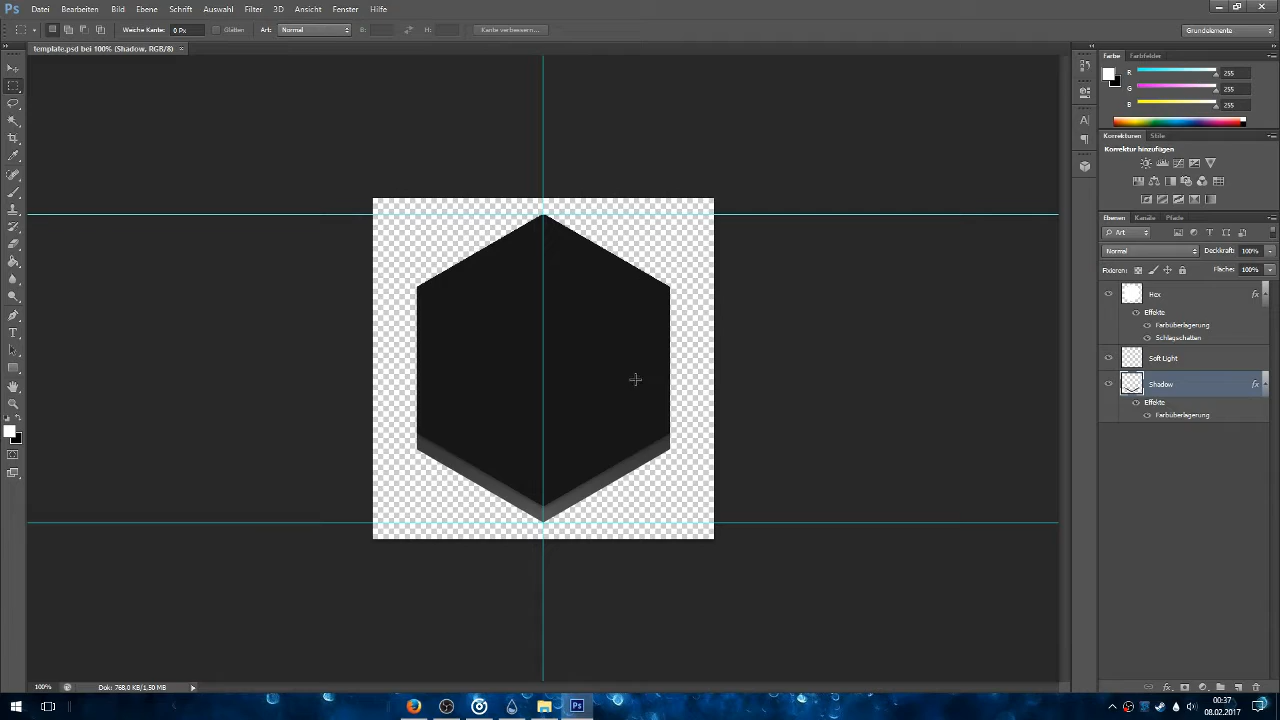 Ps Datei Bearbeiten Bild Ebene Schrift Auswahl Filter 3D Ansicht Fenster Hilfe
Weiche Kante: 0 Px Glätten Art: Normal B: H: Kante verbessern... Grundelemente
template.psd bei 100% (Shadow, RGB/8) ×
Farbe Farbfelder
R 255
G 255
B 255
Korrekturen Stile
Korrektur hinzufügen
Ebenen Kanäle Pfade
Art
Normal Deckkraft: 100%
Fixieren: Fläche: 100%
Hex fx
Effekte
Farbüberlagerung
Schlagschatten
Soft Light
Shadow fx
Effekte
Farbüberlagerung
100% Dok: 768,0 KB/1,50 MB
Ps
00:37
08.02.2017